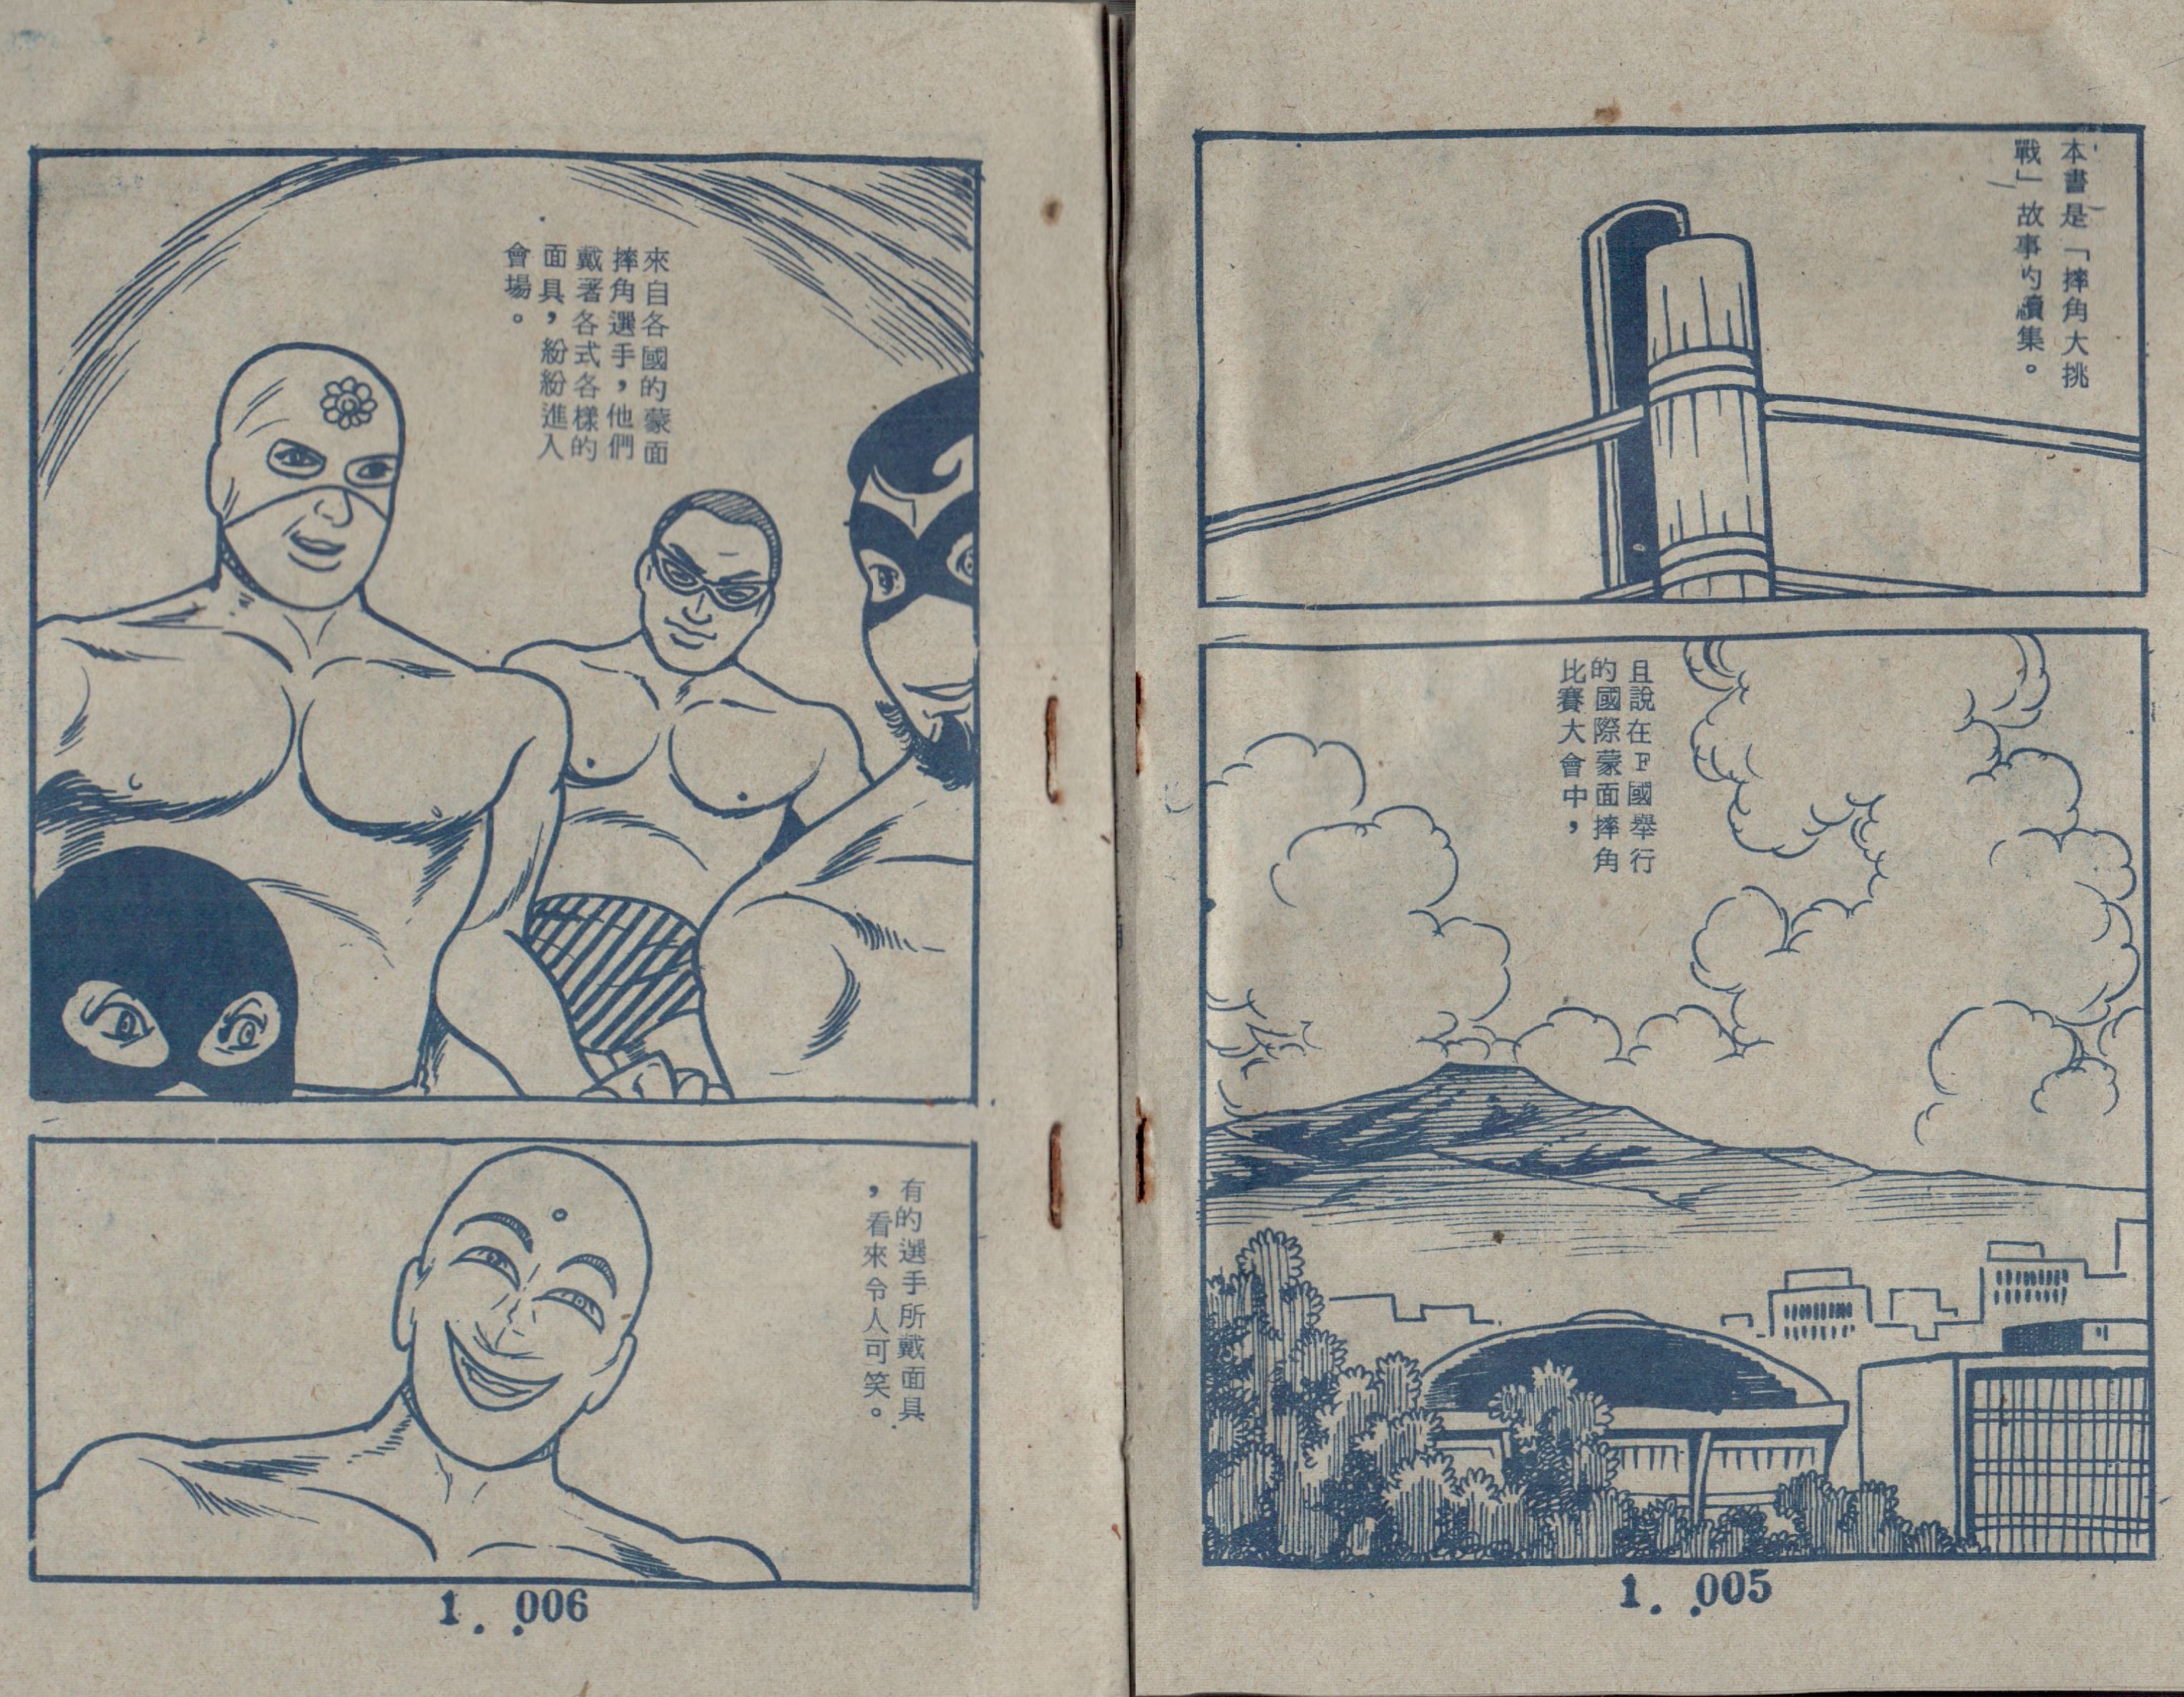 本書是「摔角大挑
戰」故事的續集。
且說在F國舉行
的國際蒙面摔角
比賽大會中，
1..005
來自各國的蒙面
摔角選手，他們
戴著各式各樣的
面具，紛紛進入
會場。
有的選手所戴面具
，看來令人可笑。
1..006